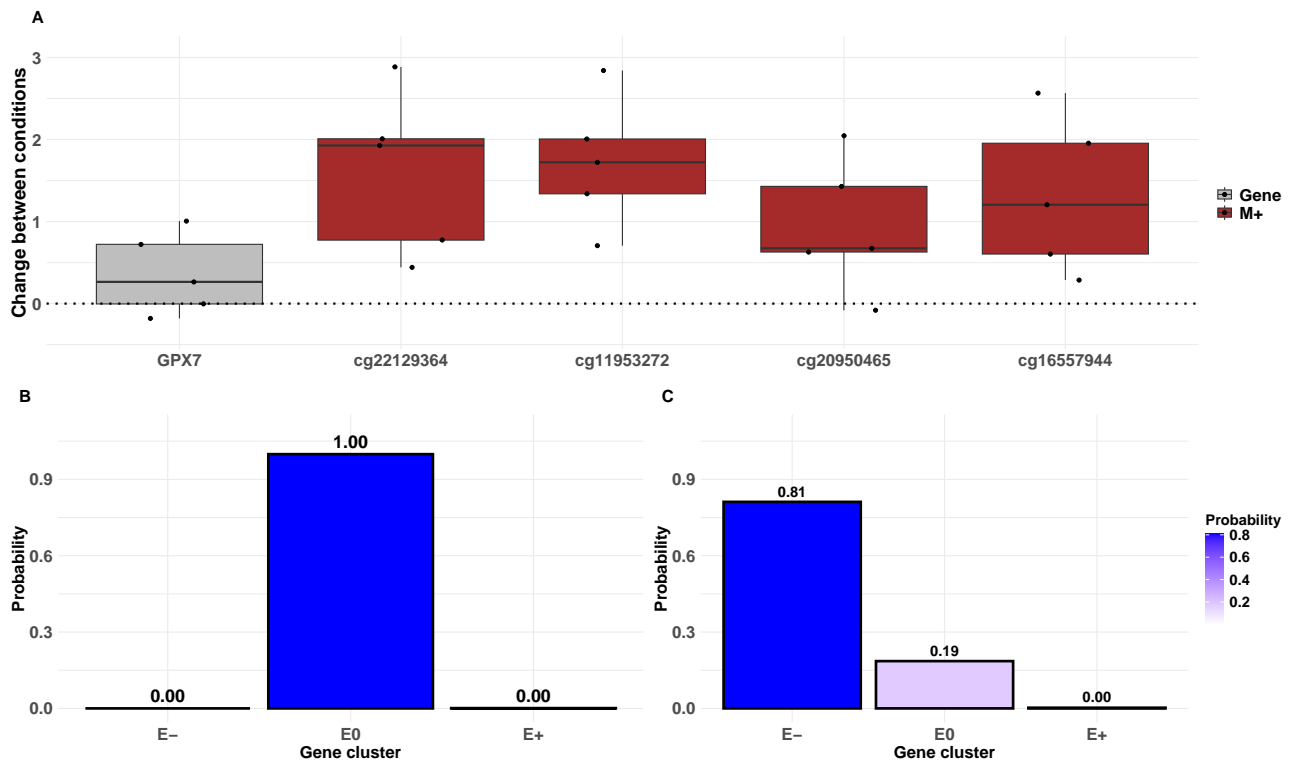 A
Change between conditions
3
2
1
0
GPX7 cg22129364 cg11953272 cg20950465 cg16557944
Gene
M+
B
Probability
0.9
0.6
0.3
0.0
0.00 1.00 0.00
E− E0 E+
Gene cluster
C
Probability
0.9
0.6
0.3
0.0
0.81 0.19 0.00
E− E0 E+
Gene cluster
Probability
0.8
0.6
0.4
0.2